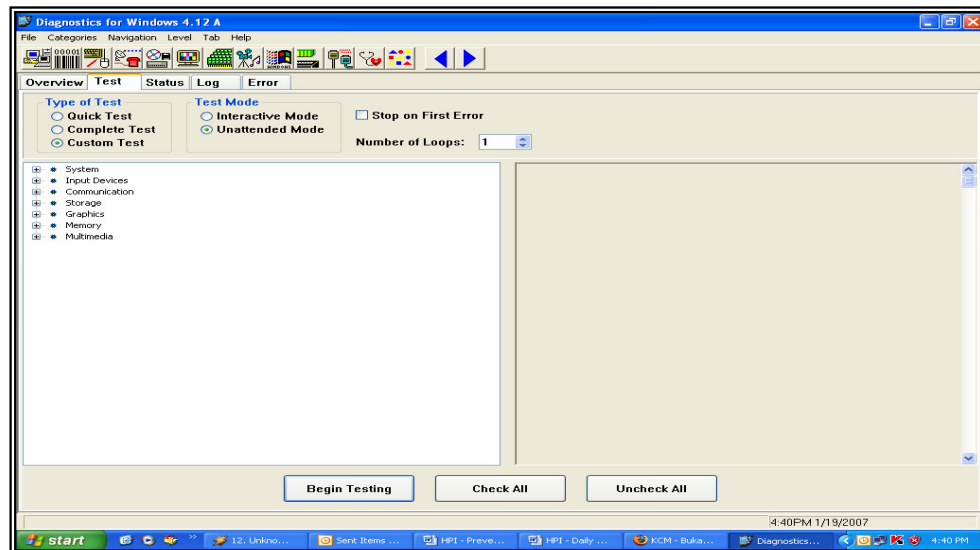 Diagnostics for Windows 4.12 A
File Categories Navigation Level Tab Help
00001
Overview Test Status Log Error
Type of Test
Quick Test
Complete Test
Custom Test
Test Mode
Interactive Mode
Unattended Mode
Stop on First Error
Number of Loops: 1
System
Input Devices
Communication
Storage
Graphics
Memory
Multimedia
Begin Testing Check All Uncheck All
4:40PM 1/19/2007
start 12. Unkno... Sent Items ... HPI - Preve... HPI - Daily ... KCM - Buka... Diagnostics... 4:40 PM